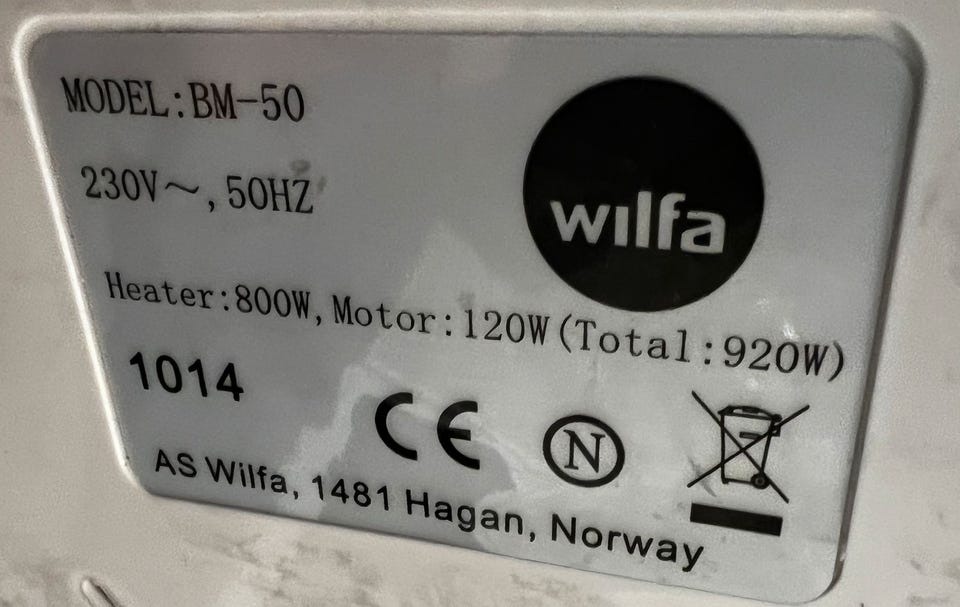 MODEL:BM-50
wilfa
230V～, 50HZ
Heater:800W, Motor:120W(Total:920W)
1014
CE N
AS Wilfa, 1481 Hagan, Norway